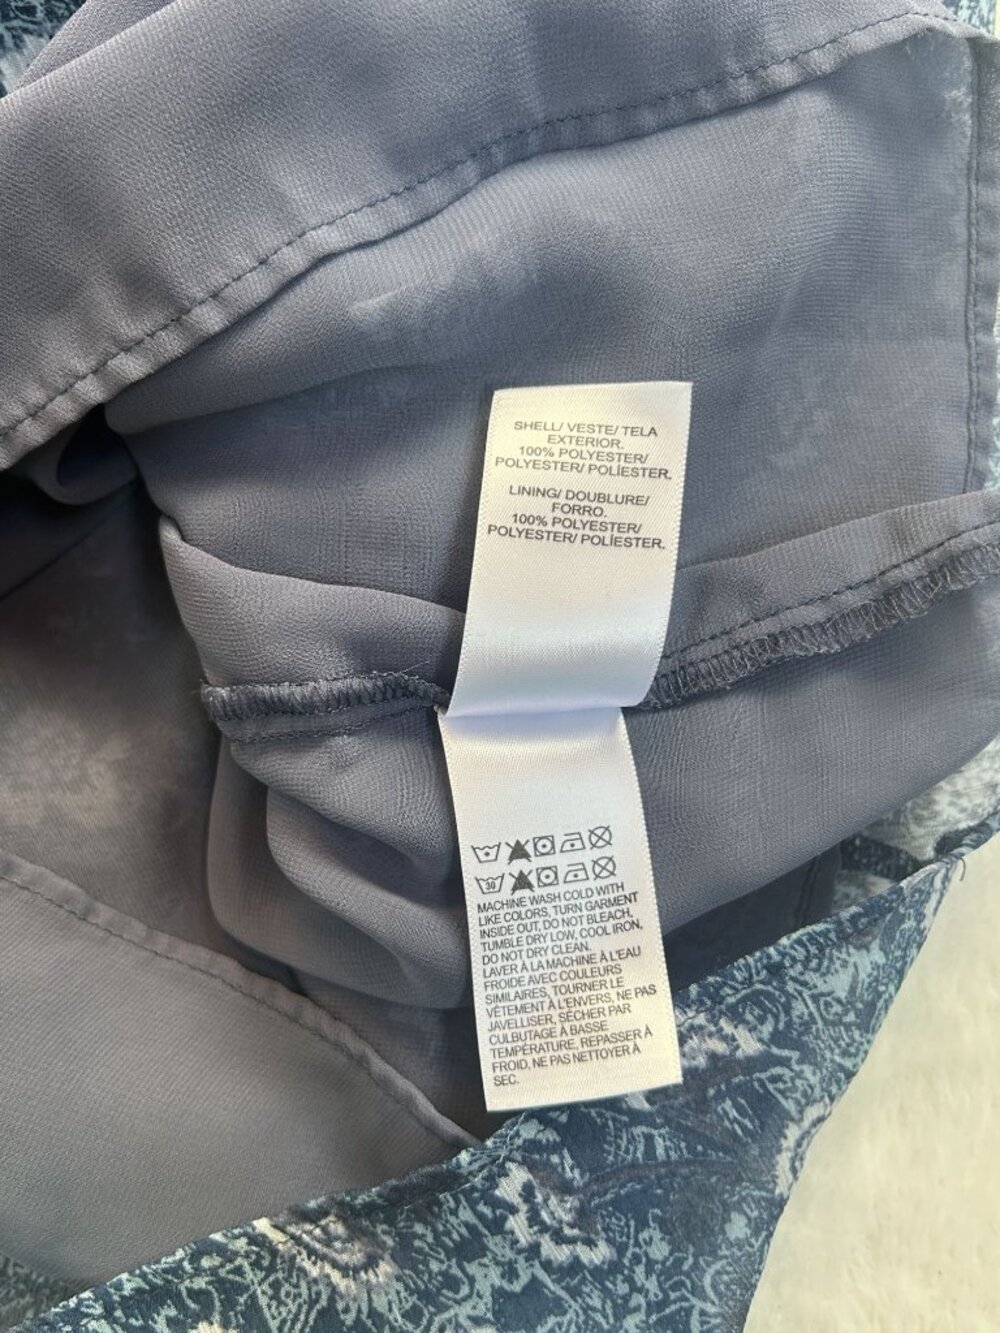 SHELL/ VESTE/ TELA
EXTERIOR.
100% POLYESTER/
POLYESTER/ POLÍESTER.
LINING/ DOUBLURE/
FORRO.
100% POLYESTER/
POLYESTER/ POLÍESTER.
30
MACHINE WASH COLD WITH
LIKE COLORS, TURN GARMENT
INSIDE OUT, DO NOT BLEACH,
TUMBLE DRY LOW, COOL IRON,
DO NOT DRY CLEAN.
LAVER À LA MACHINE À L'EAU
FROIDE AVEC COULEURS
SIMILAIRES, TOURNER LE
VÊTEMENT À L'ENVERS, NE PAS
JAVELLISER, SÉCHER PAR
CULBUTAGE À BASSE
TEMPÉRATURE, REPASSER À
FROID, NE PAS NETTOYER À
SEC.